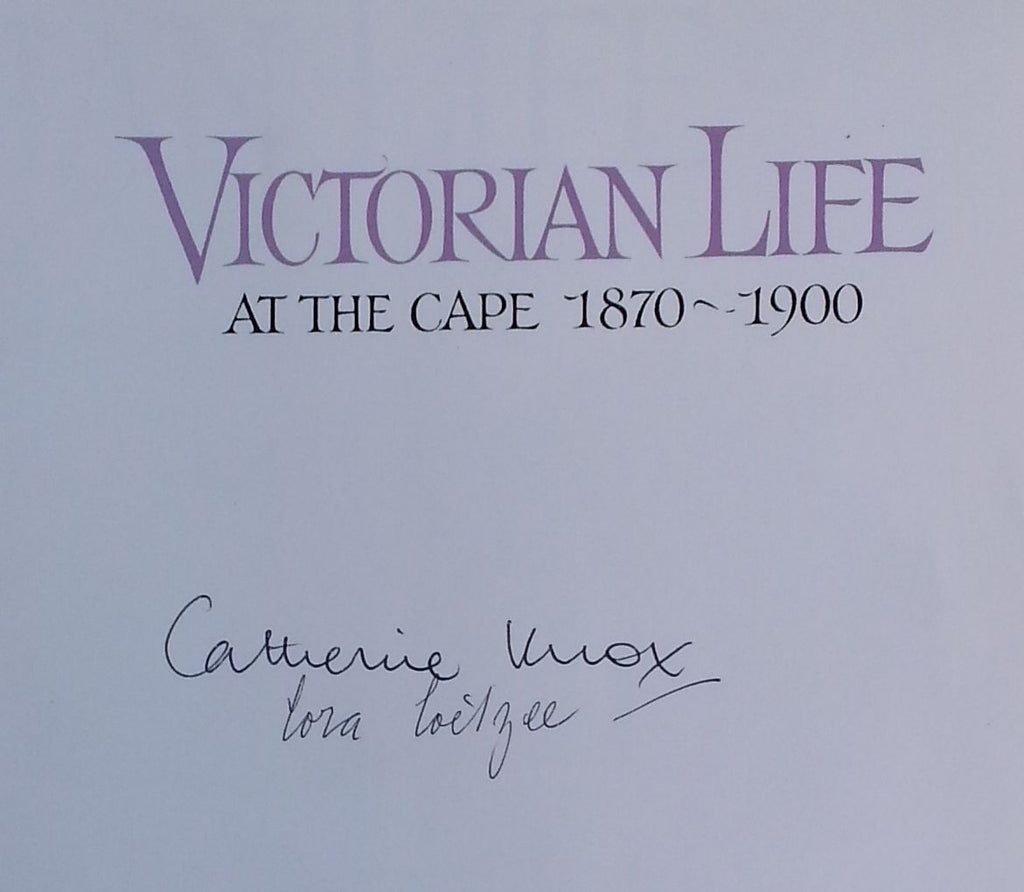 VICTORIAN LIFE
AT THE CAPE 1870~1900
Catherine Knox
Cora Coetzee